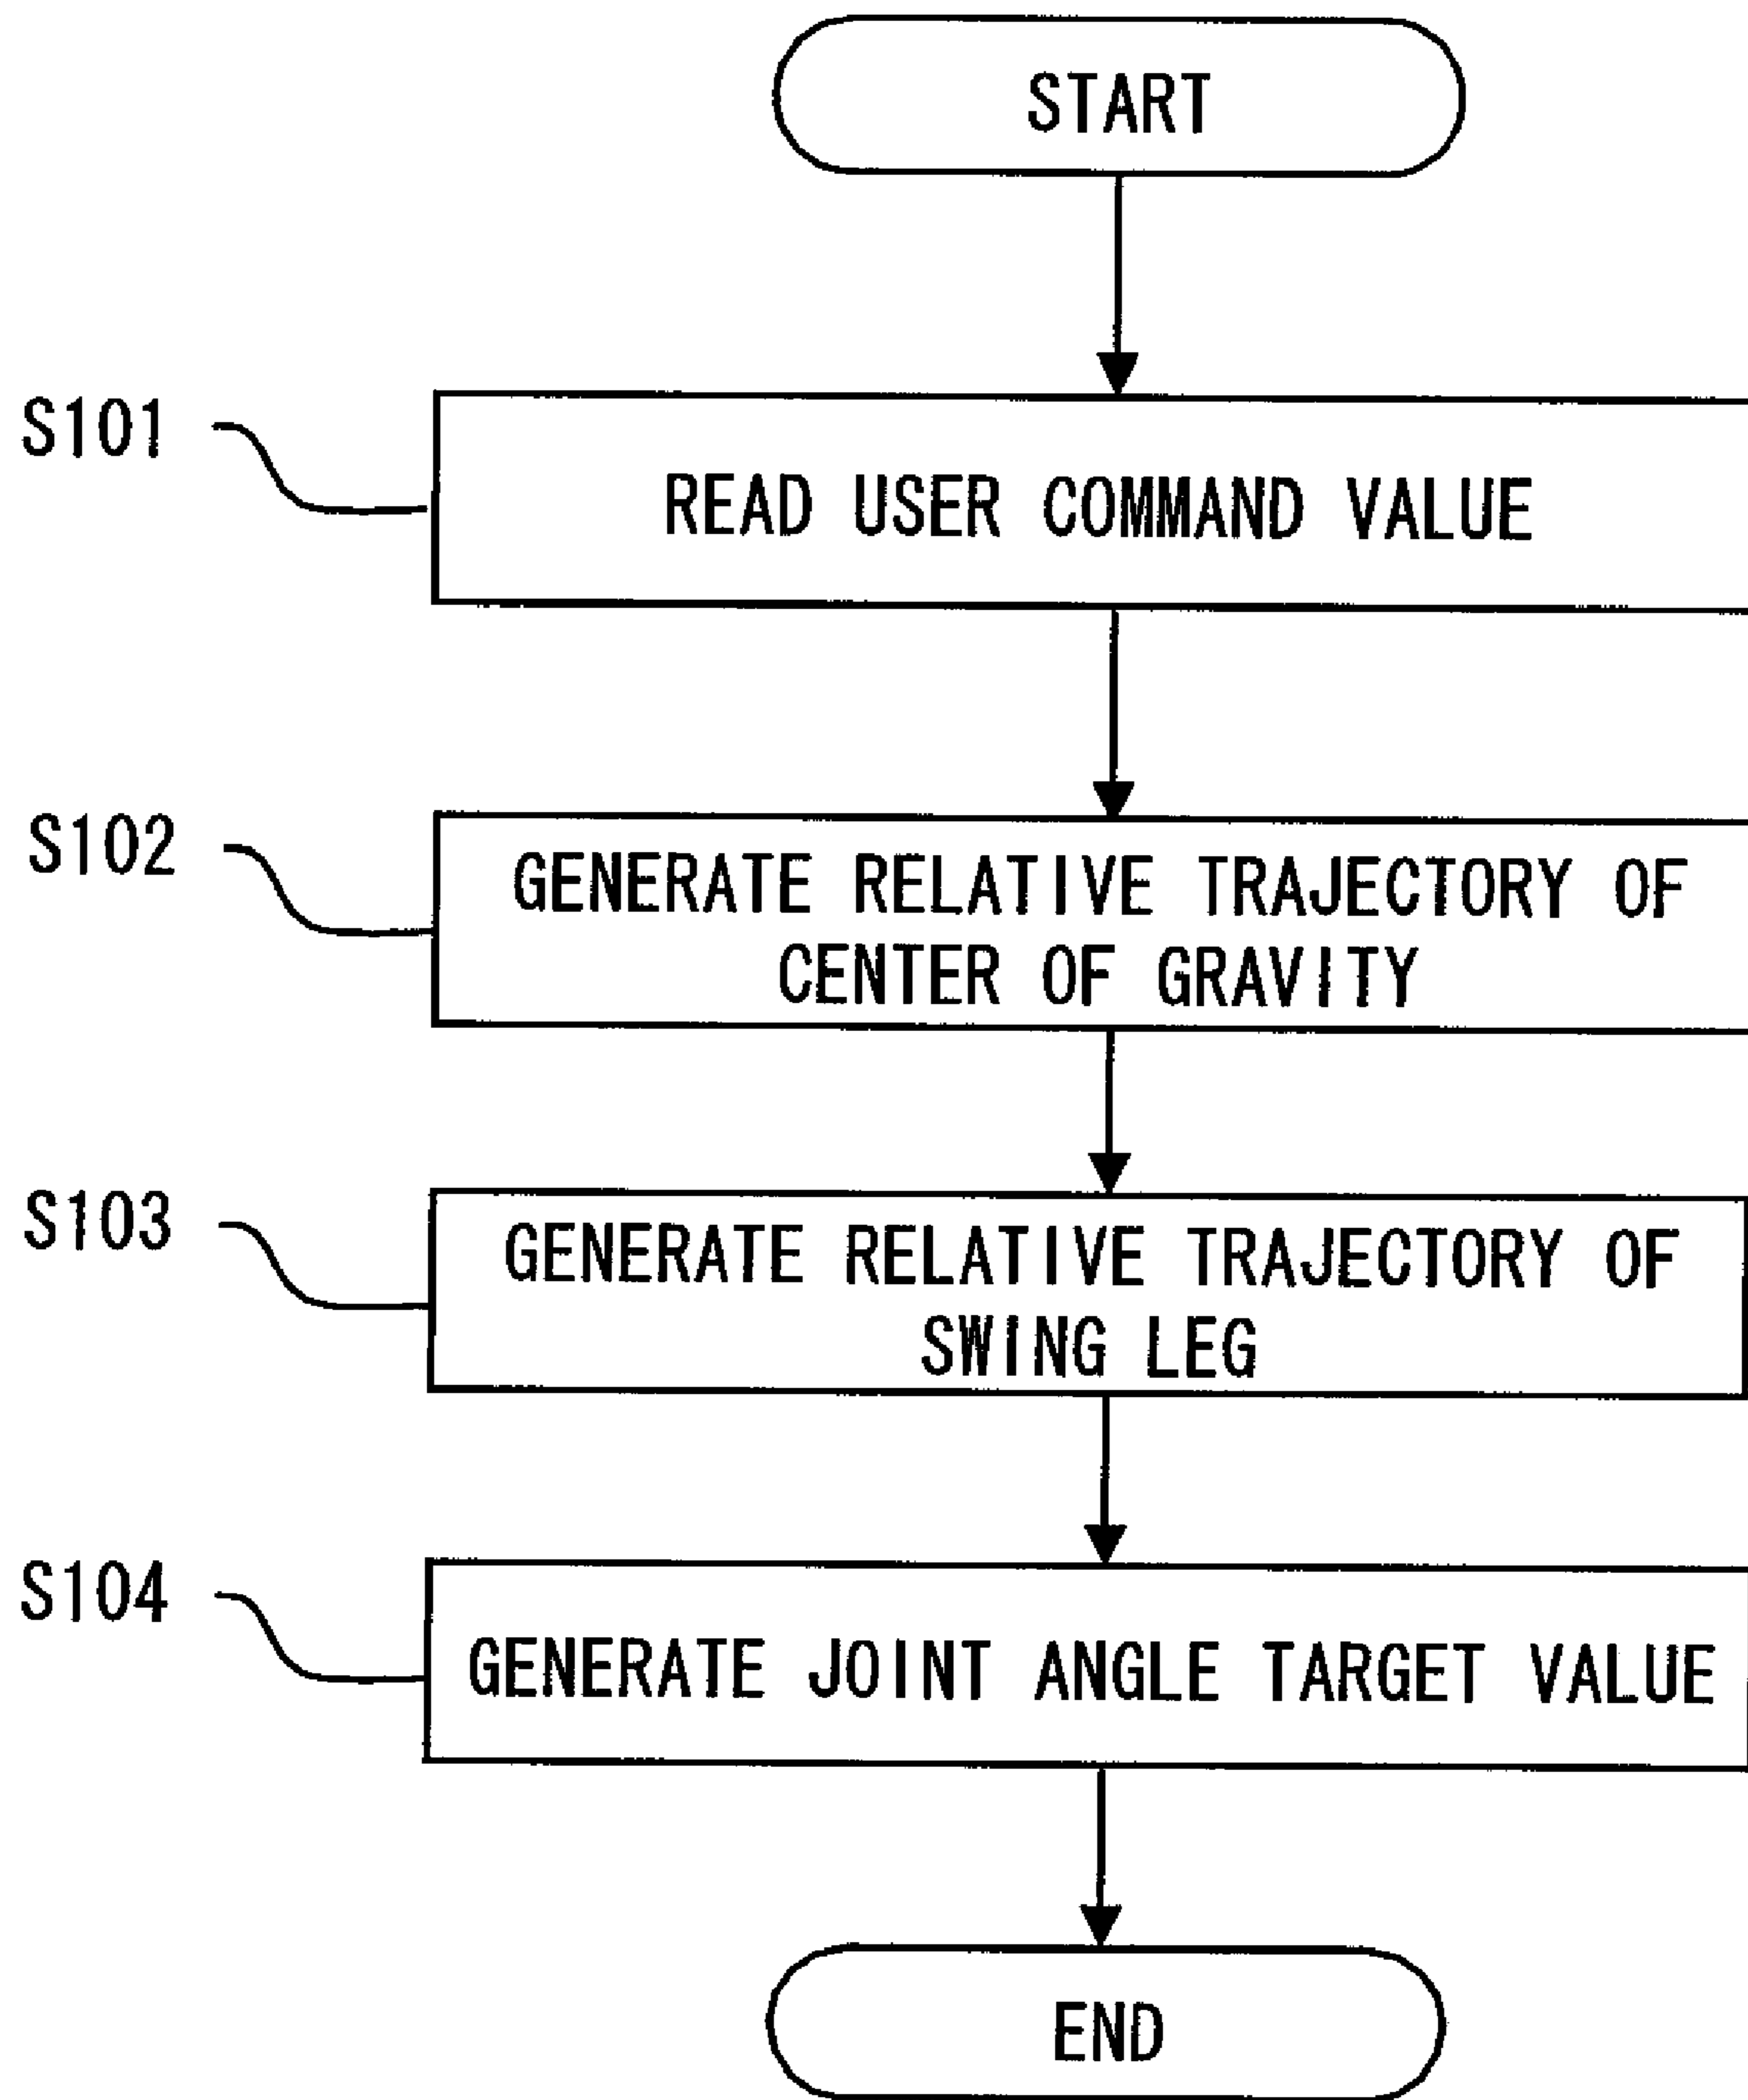 START
S101
READ USER COMMAND VALUE
S102
GENERATE RELATIVE TRAJECTORY OF
CENTER OF GRAVITY
S103
GENERATE RELATIVE TRAJECTORY OF
SWING LEG
S104
GENERATE JOINT ANGLE TARGET VALUE
END